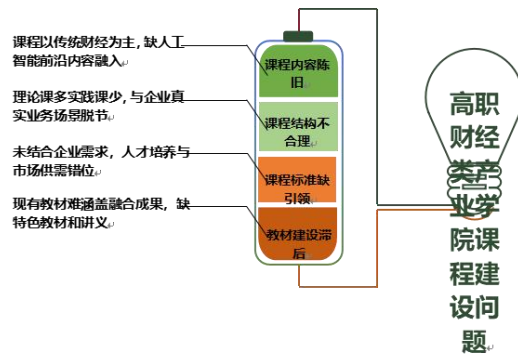 课程以传统财经为主，缺人工
智能前沿内容融入
理论课多实践课少，与企业真
实业务场景脱节
未结合企业需求，人才培养与
市场供需错位
现有教材难涵盖融合成果，缺
特色教材和讲义
课程内容陈
旧
课程结构不
合理
课程标准缺
引领
教材建设滞
后
高职
财经
类产
业学
院课
程建
设问
题